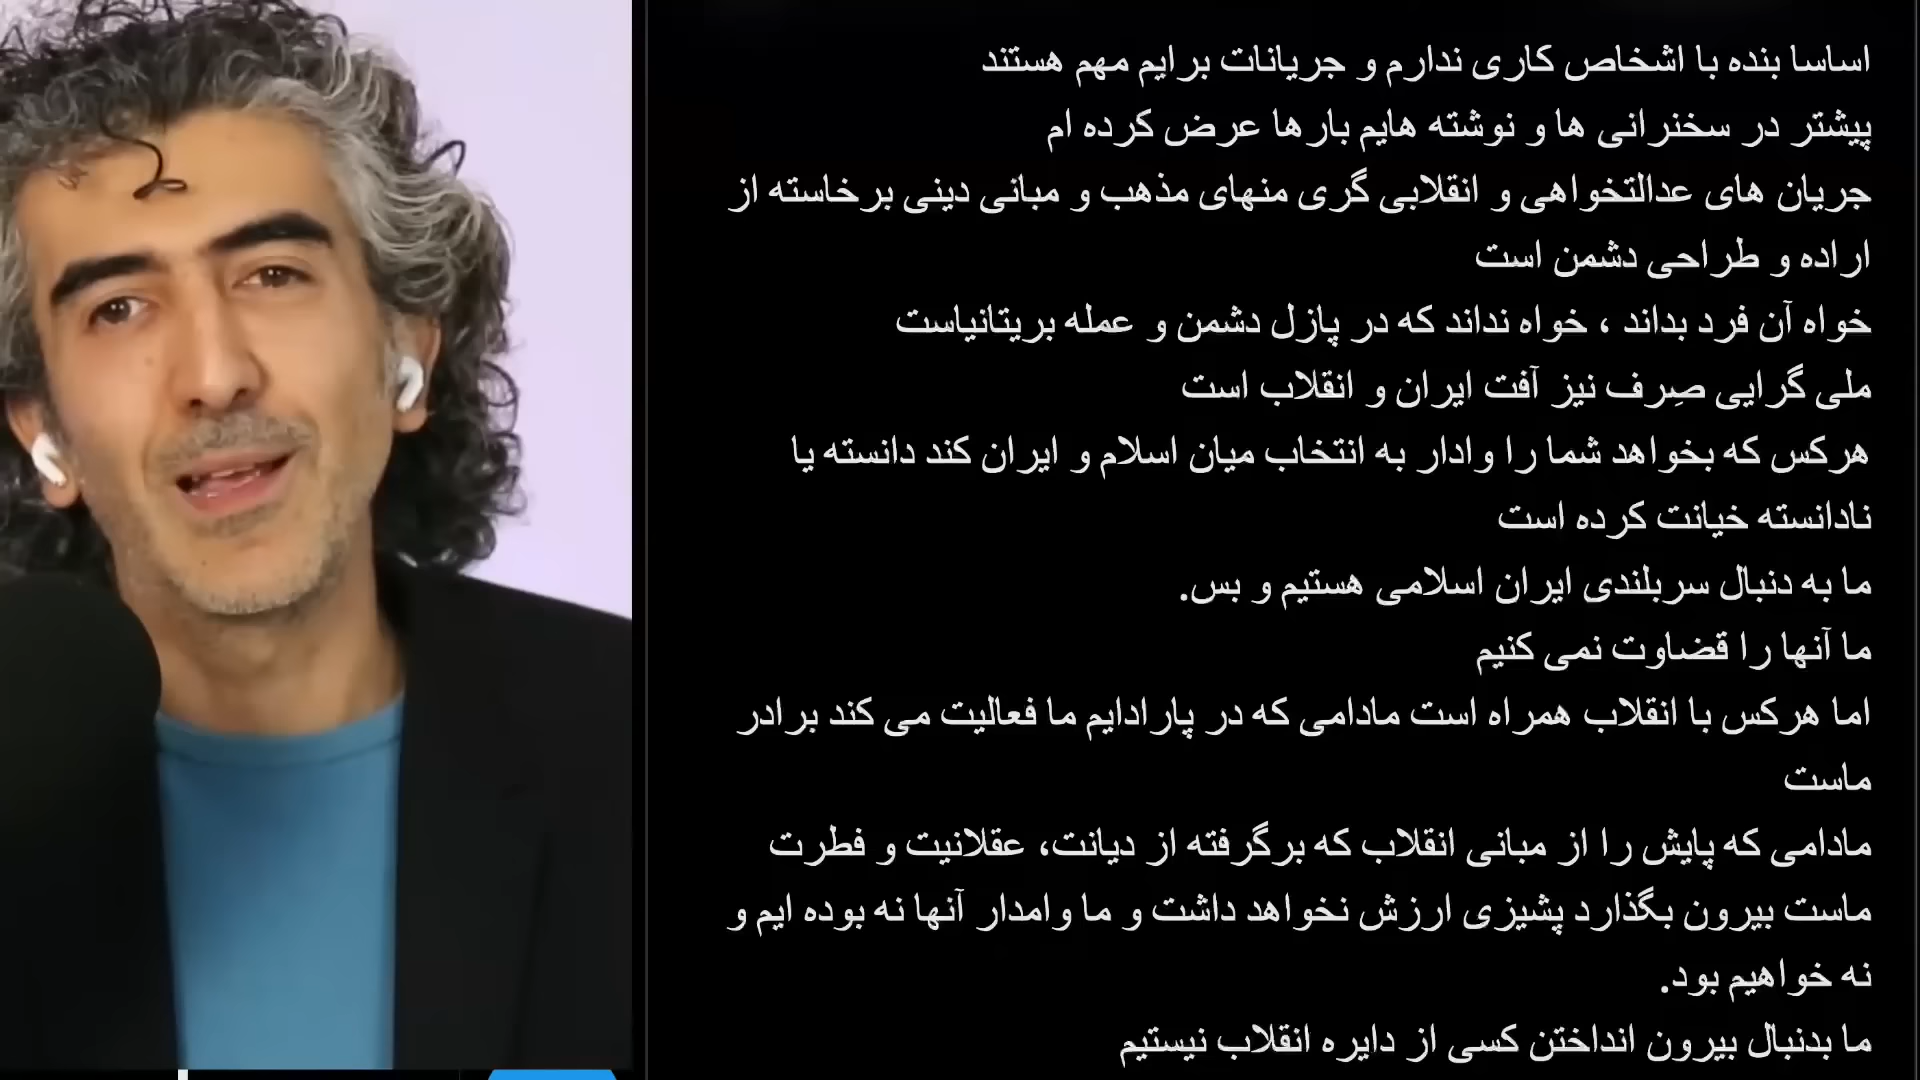 اساسا بنده با اشخاص کاری ندارم و جریانات برایم مهم هستند
پیشتر در سخنرانی ها و نوشته هایم بارها عرض کرده ام
جریان های عدالتخواهی و انقلابی گری منهای مذهب و مبانی دینی برخاسته از
اراده و طراحی دشمن است
خواه آن فرد بداند ، خواه نداند که در پازل دشمن و عمله بریتانیاست
ملی گرایی صِرف نیز آفت ایران و انقلاب است
هرکس که بخواهد شما را وادار به انتخاب میان اسلام و ایران کند دانسته یا
نادانسته خیانت کرده است
ما به دنبال سربلندی ایران اسلامی هستیم و بس.
ما آنها را قضاوت نمی کنیم
اما هرکس با انقلاب همراه است مادامی که در پارادایم ما فعالیت می کند برادر
ماست
مادامی که پایش را از مبانی انقلاب که برگرفته از دیانت، عقلانیت و فطرت
ماست بیرون بگذارد پشیزی ارزش نخواهد داشت و ما وامدار آنها نه بوده ایم و
نه خواهیم بود.
ما بدنبال بیرون انداختن کسی از دایره انقلاب نیستیم